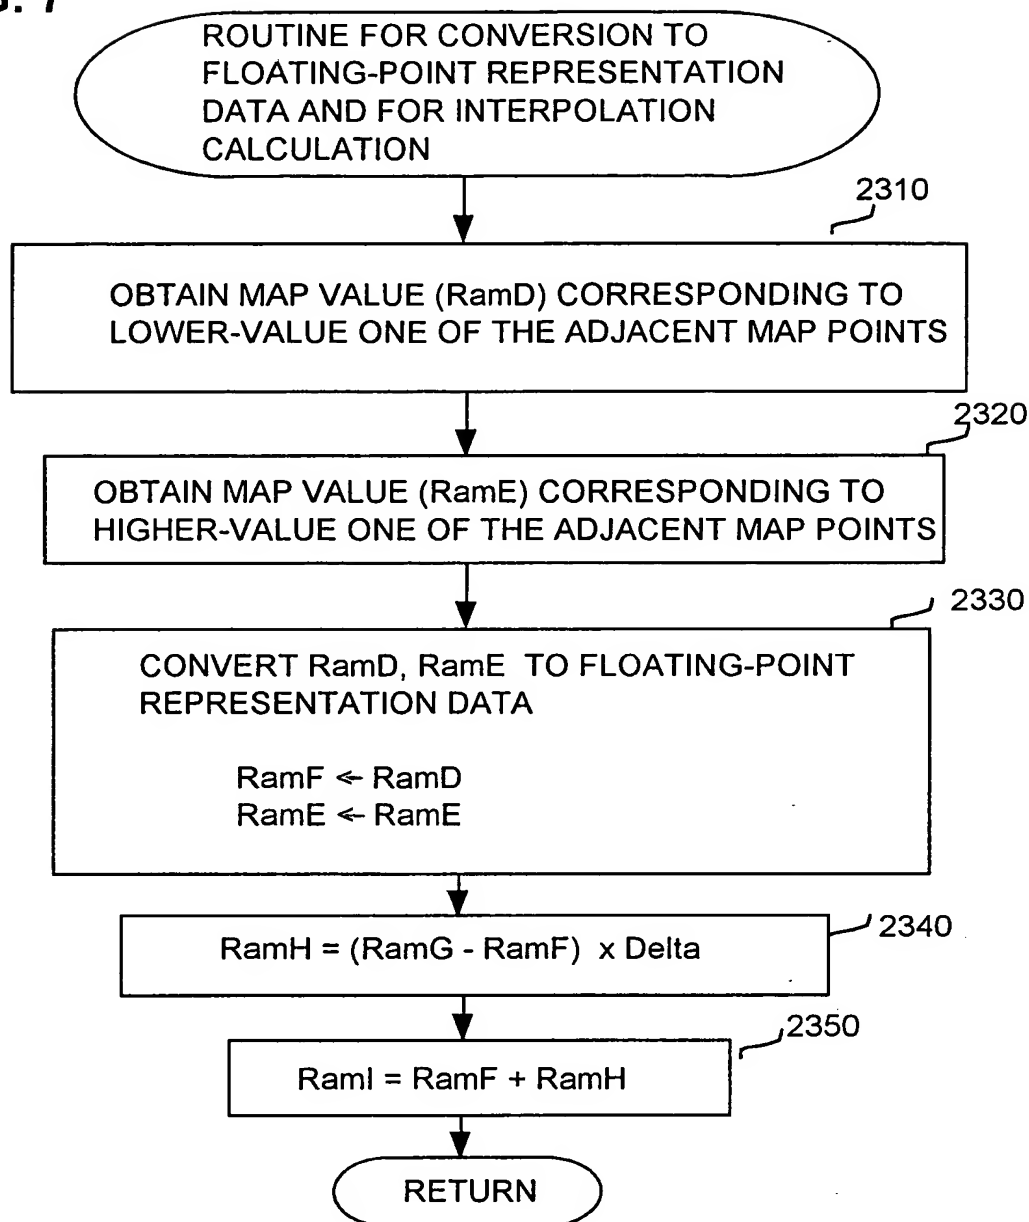 ROUTINE FOR CONVERSION TO
FLOATING-POINT REPRESENTATION
DATA AND FOR INTERPOLATION
CALCULATION
2310
OBTAIN MAP VALUE (RamD) CORRESPONDING TO
LOWER-VALUE ONE OF THE ADJACENT MAP POINTS
2320
OBTAIN MAP VALUE (RamE) CORRESPONDING TO
HIGHER-VALUE ONE OF THE ADJACENT MAP POINTS
2330
CONVERT RamD, RamE TO FLOATING-POINT
REPRESENTATION DATA
RamF ← RamD
RamE ← RamE
2340
RamH = (RamG - RamF) x Delta
2350
RamI = RamF + RamH
RETURN